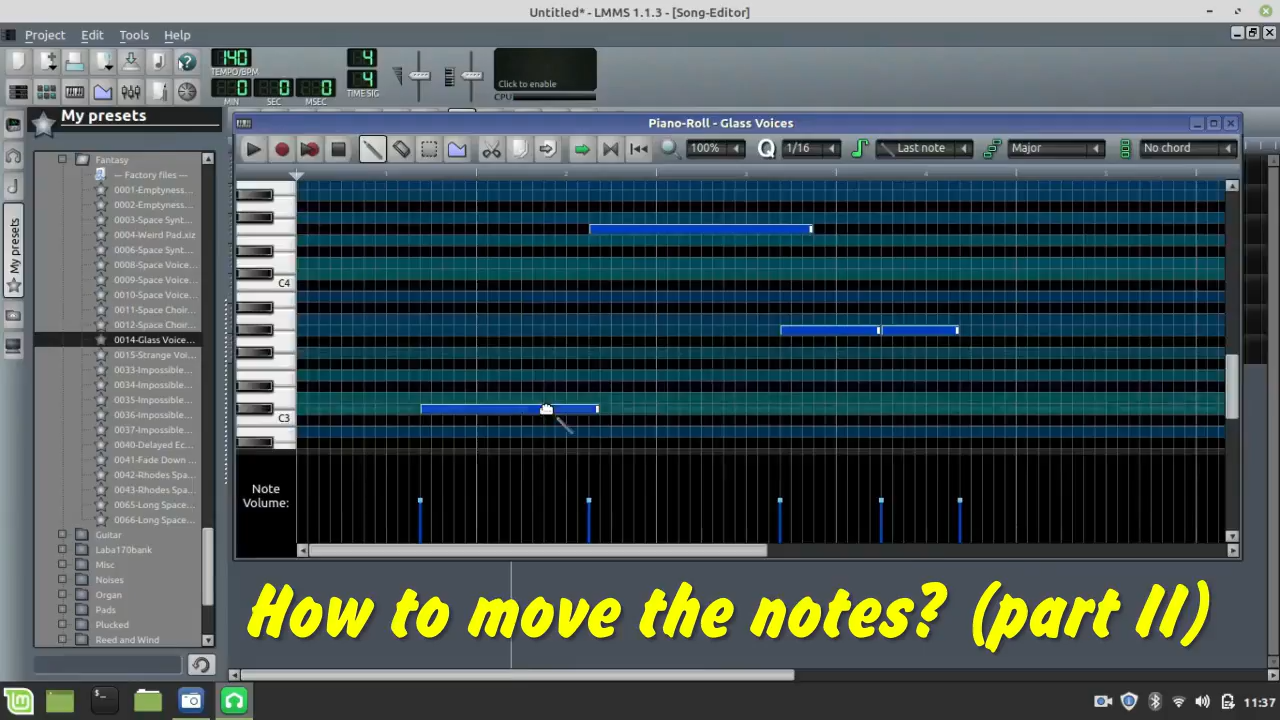 Untitled* - LMMS 1.1.3 - [Song-Editor]
Project Edit Tools Help
140
TEMPO/BPM
0 0 0
MIN SEC MSEC
4
4
TIME SIG
Click to enable
CPU
My presets
My presets
Fantasy
--- Factory files ---
0001-Emptyness...
0002-Emptyness...
0003-Space Synt...
0004-Weird Pad.xiz
0006-Space Synt...
0008-Space Voice...
0009-Space Voice...
0010-Space Voice...
0011-Space Choir...
0012-Space Choir...
0014-Glass Voice...
0015-Strange Voi...
0033-Impossible...
0034-Impossible...
0035-Impossible...
0036-Impossible...
0037-Impossible...
0040-Delayed Ec...
0041-Fade Down ...
0042-Rhodes Spa...
0043-Rhodes Spa...
0065-Long Space...
0066-Long Space...
Guitar
Laba170bank
Misc
Noises
Organ
Pads
Plucked
Reed and Wind
Piano-Roll - Glass Voices
100% Q 1/16 Last note Major No chord
C4
C3
Note
Volume:
How to move the notes? (part II)
11:37